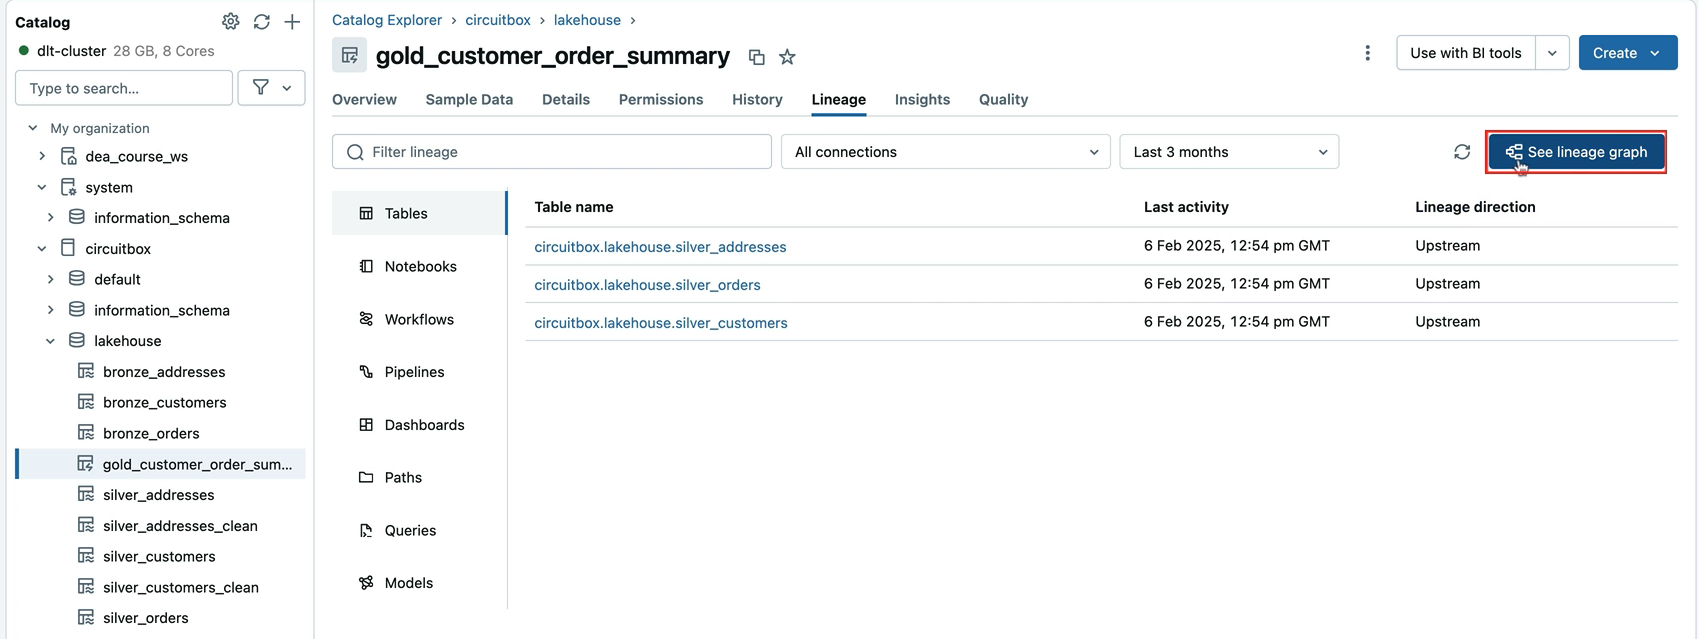 Catalog
dlt-cluster 28 GB, 8 Cores
Type to search...
My organization
dea_course_ws
system
information_schema
circuitbox
default
information_schema
lakehouse
bronze_addresses
bronze_customers
bronze_orders
gold_customer_order_sum...
silver_addresses
silver_addresses_clean
silver_customers
silver_customers_clean
silver_orders
Catalog Explorer > circuitbox > lakehouse >
gold_customer_order_summary
Use with BI tools
Create
Overview Sample Data Details Permissions History Lineage Insights Quality
Filter lineage
All connections
Last 3 months
See lineage graph
Tables
Notebooks
Workflows
Pipelines
Dashboards
Paths
Queries
Models
Table name Last activity Lineage direction
circuitbox.lakehouse.silver_addresses 6 Feb 2025, 12:54 pm GMT Upstream
circuitbox.lakehouse.silver_orders 6 Feb 2025, 12:54 pm GMT Upstream
circuitbox.lakehouse.silver_customers 6 Feb 2025, 12:54 pm GMT Upstream